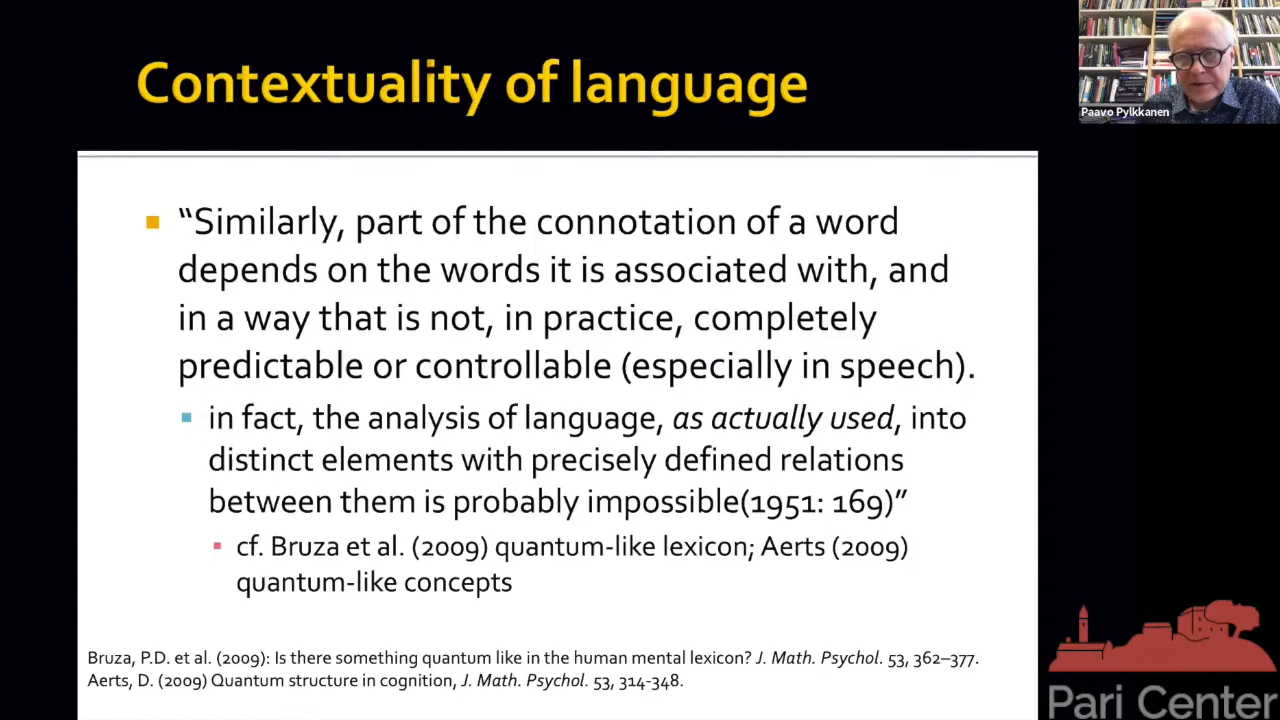 Contextuality of language
Paavo Pylkkanen
“Similarly, part of the connotation of a word
depends on the words it is associated with, and
in a way that is not, in practice, completely
predictable or controllable (especially in speech).
in fact, the analysis of language, as actually used, into
distinct elements with precisely defined relations
between them is probably impossible(1951: 169)”
cf. Bruza et al. (2009) quantum-like lexicon; Aerts (2009)
quantum-like concepts
Bruza, P.D. et al. (2009): Is there something quantum like in the human mental lexicon? J. Math. Psychol. 53, 362–377.
Aerts, D. (2009) Quantum structure in cognition, J. Math. Psychol. 53, 314-348.
Pari Center